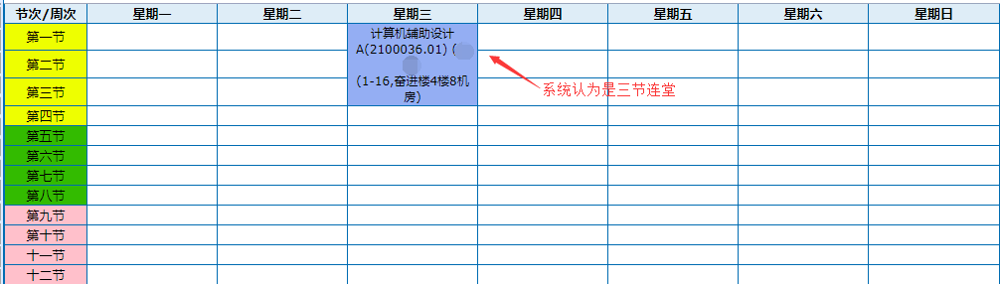 节次/周次 星期一 星期二 星期三 星期四 星期五 星期六 星期日
第一节
第二节
第三节
第四节
第五节
第六节
第七节
第八节
第九节
第十节
十一节
十二节
计算机辅助设计
A(2100036.01) (
(1-16,奋进楼4楼8机
房)
系统认为是三节连堂